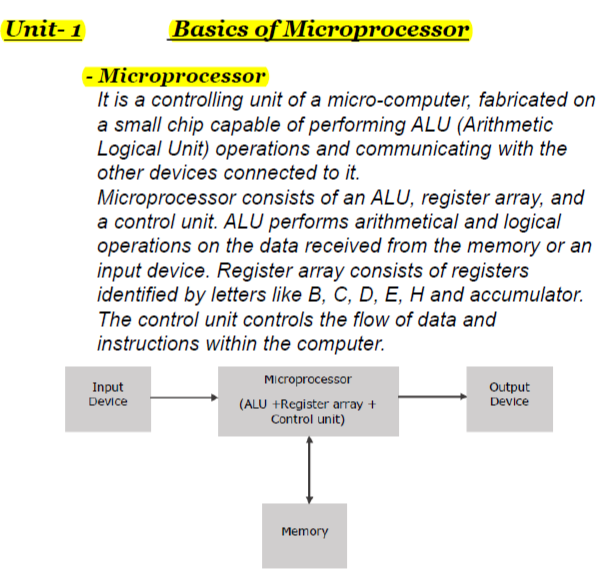 Unit- 1 Basics of Microprocessor
- Microprocessor
It is a controlling unit of a micro-computer, fabricated on
a small chip capable of performing ALU (Arithmetic
Logical Unit) operations and communicating with the
other devices connected to it.
Microprocessor consists of an ALU, register array, and
a control unit. ALU performs arithmetical and logical
operations on the data received from the memory or an
input device. Register array consists of registers
identified by letters like B, C, D, E, H and accumulator.
The control unit controls the flow of data and
instructions within the computer.
Input
Device
Microprocessor
(ALU +Register array +
Control unit)
Output
Device
Memory